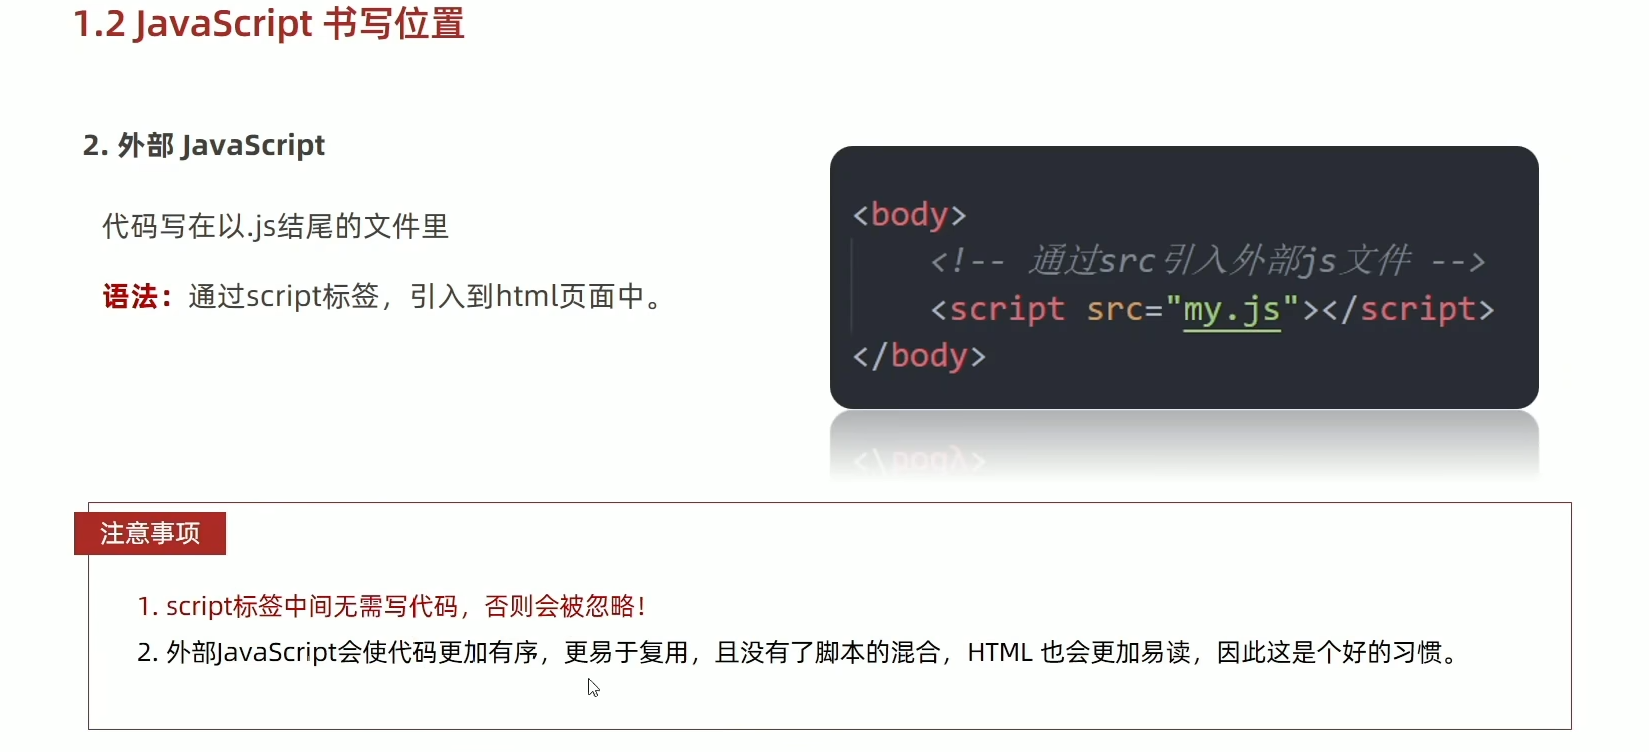 1.2 JavaScript 书写位置
2. 外部 JavaScript
代码写在以.js结尾的文件里
语法：通过script标签，引入到html页面中。
<body>
<!-- 通过src引入外部js文件 -->
<script src="my.js"></script>
</body>
注意事项
1. script标签中间无需写代码，否则会被忽略！
2. 外部JavaScript会使代码更加有序，更易于复用，且没有了脚本的混合，HTML 也会更加易读，因此这是个好的习惯。